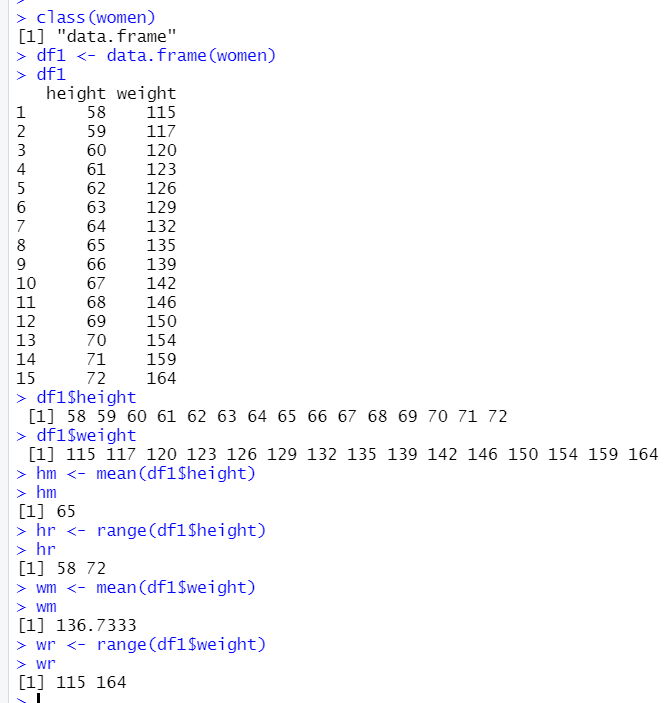 >
> class(women)
[1] "data.frame"
> df1 <- data.frame(women)
> df1
   height weight
1      58    115
2      59    117
3      60    120
4      61    123
5      62    126
6      63    129
7      64    132
8      65    135
9      66    139
10     67    142
11     68    146
12     69    150
13     70    154
14     71    159
15     72    164
> df1$height
 [1] 58 59 60 61 62 63 64 65 66 67 68 69 70 71 72
> df1$weight
 [1] 115 117 120 123 126 129 132 135 139 142 146 150 154 159 164
> hm <- mean(df1$height)
> hm
[1] 65
> hr <- range(df1$height)
> hr
[1] 58 72
> wm <- mean(df1$weight)
> wm
[1] 136.7333
> wr <- range(df1$weight)
> wr
[1] 115 164
>